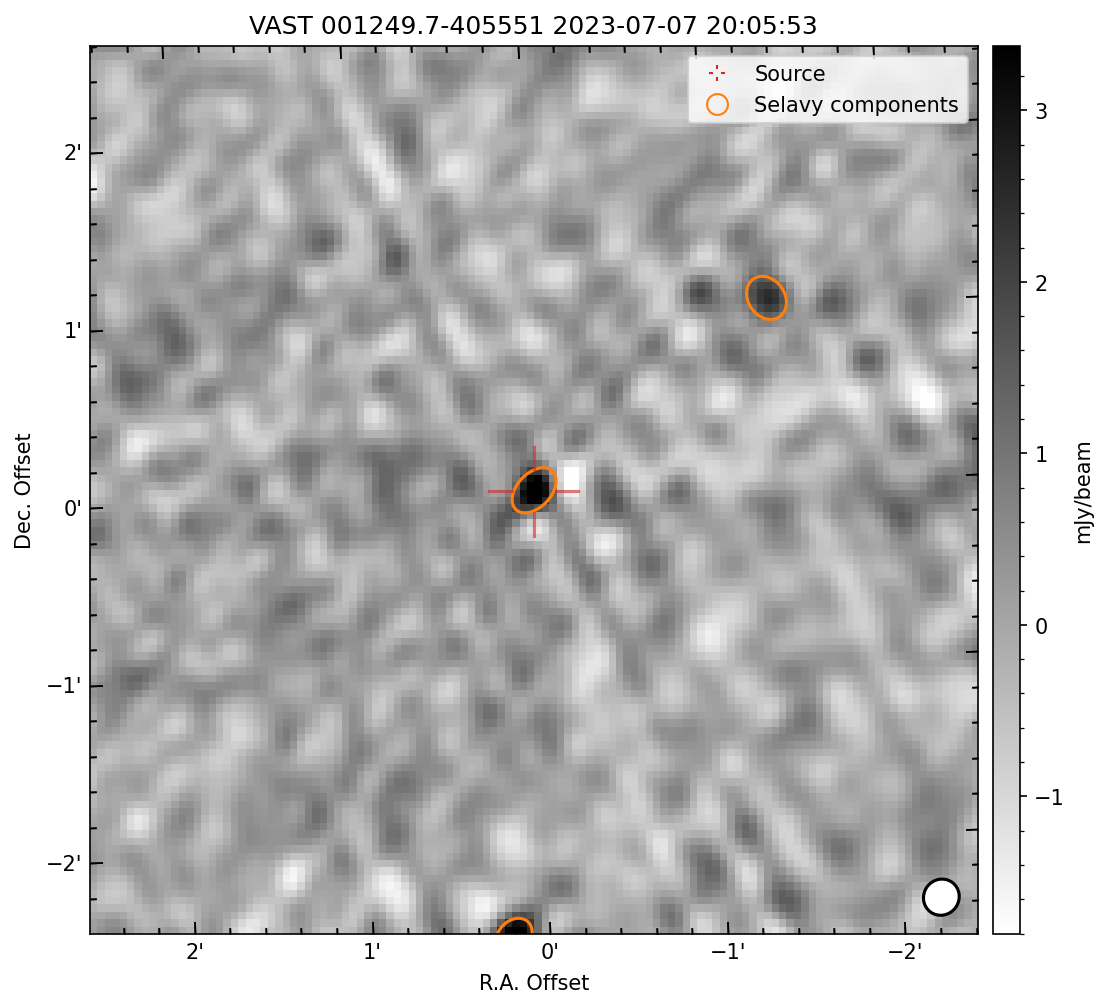 VAST 001249.7-405551 2023-07-07 20:05:53
Source
Selavy components
2'
1'
0'
−1'
−2'
Dec. Offset
2'
1'
0'
−1'
−2'
R.A. Offset
3
2
1
0
−1
mJy/beam